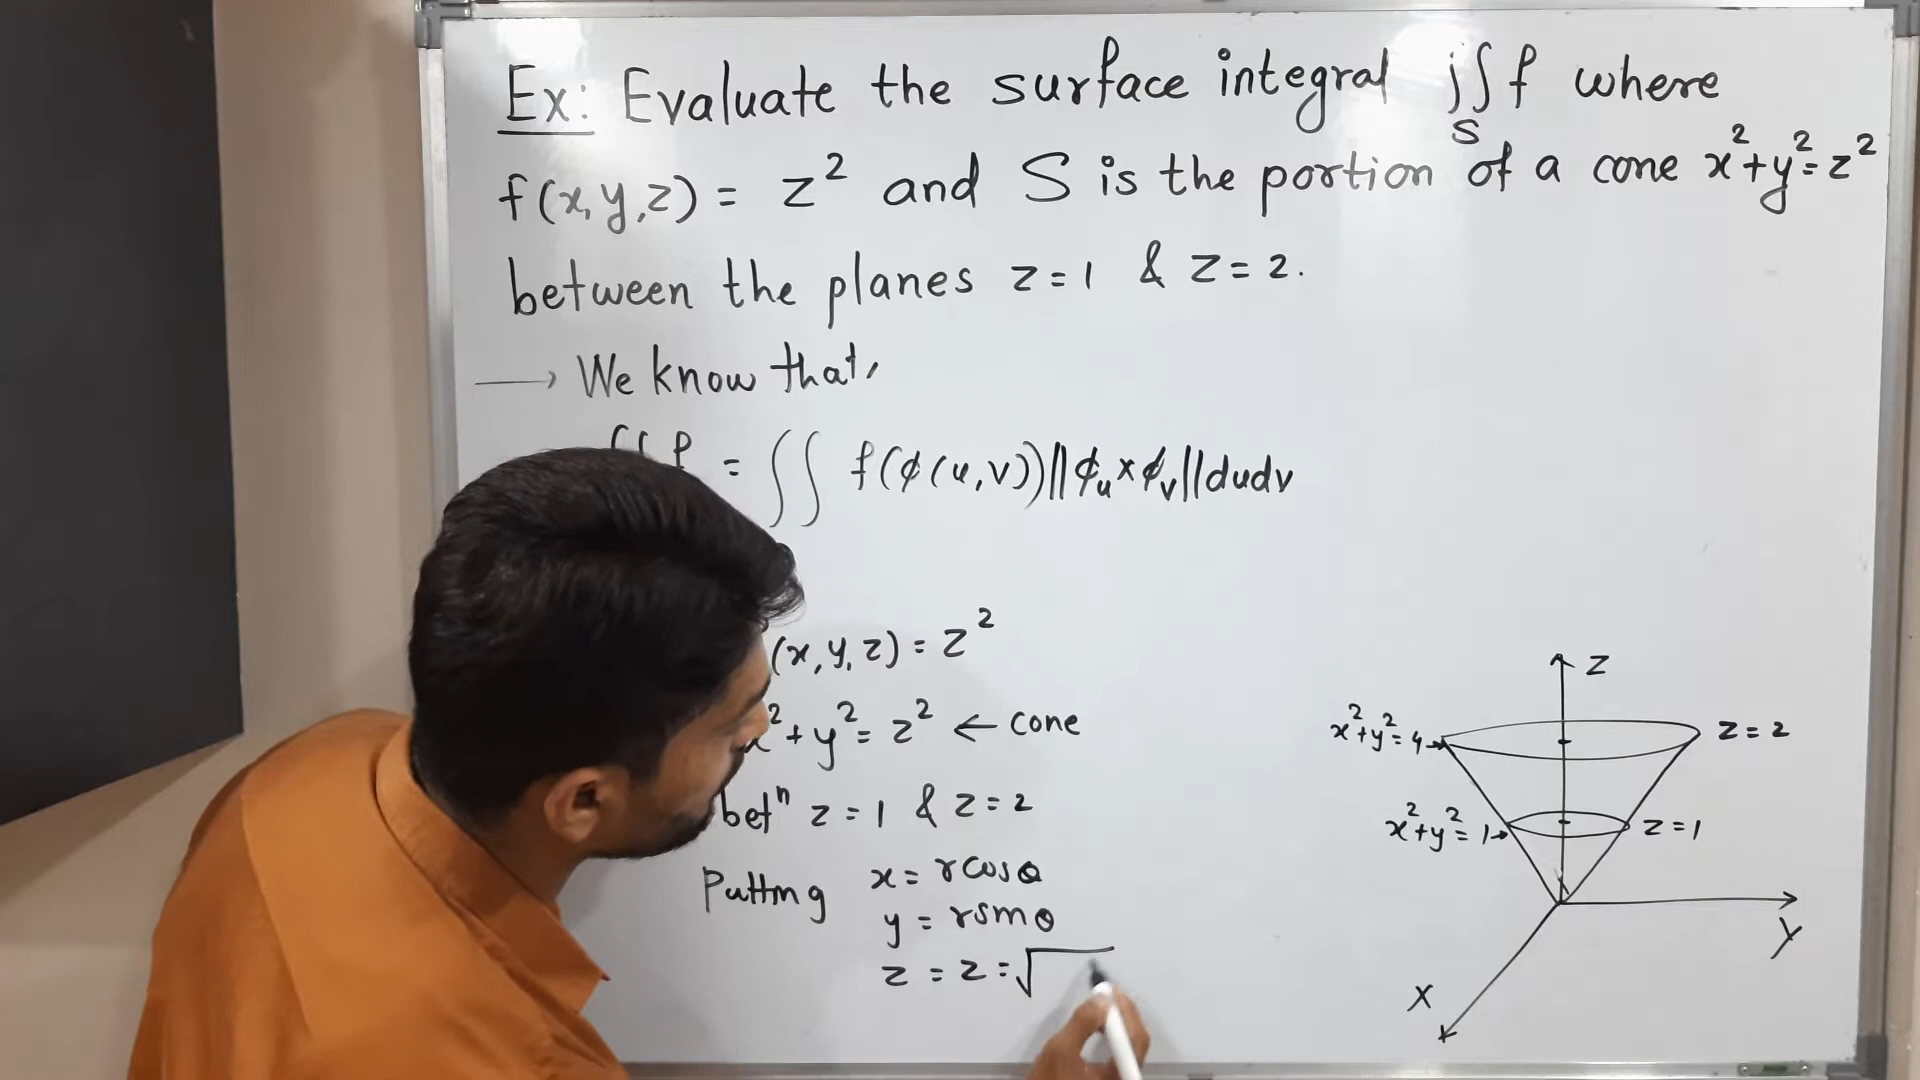 Ex: Evaluate the surface integral ∫∫ f where
S
f(x,y,z) = z² and S is the portion of a cone x²+y²=z²
between the planes z=1 & z=2.
→ We know that,
= ∫∫ f(ϕ(u,v))||ϕu×ϕv||dudv
(x,y,z) = z²
x²+y²=z² ← cone
betⁿ z=1 & z=2
Putting x=rcosθ
y=rsinθ
z=z=√
z
x²+y²=4→ z=2
x²+y²=1→ z=1
y
x